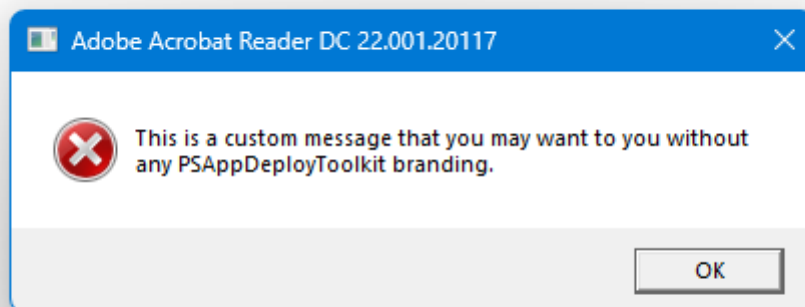 Adobe Acrobat Reader DC 22.001.20117
This is a custom message that you may want to you without
any PSAppDeployToolkit branding.
OK